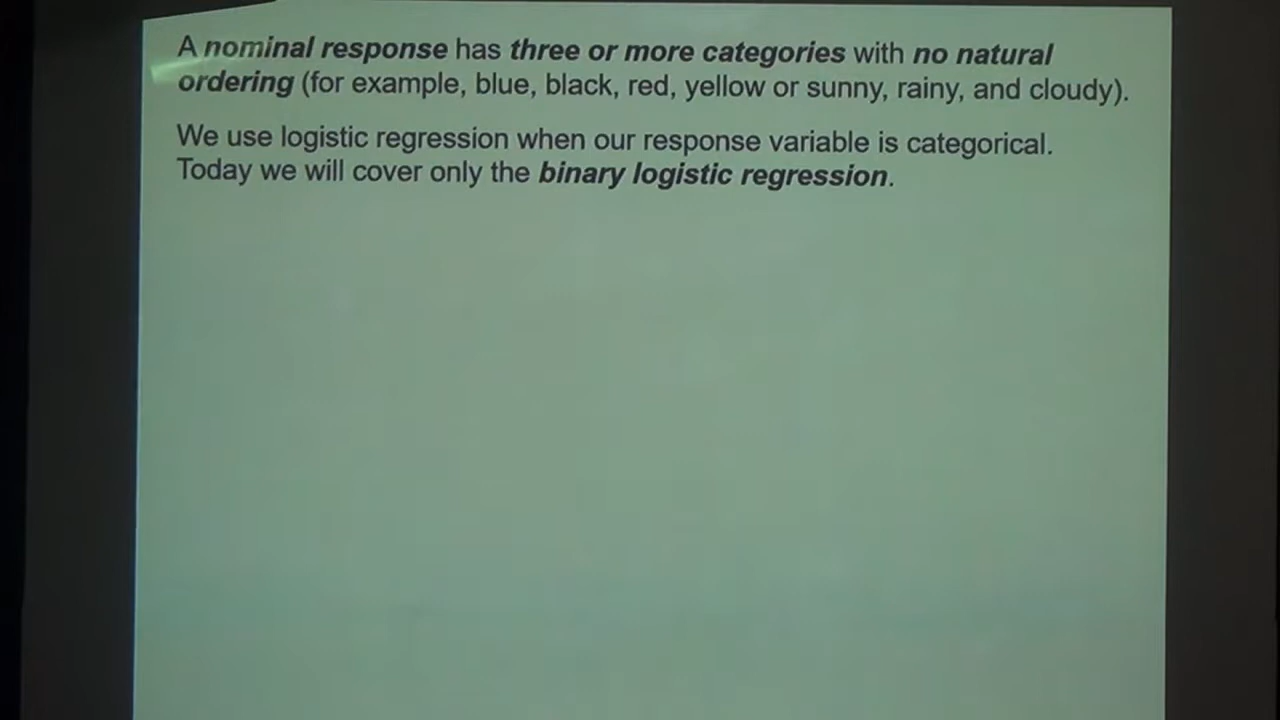 A nominal response has three or more categories with no natural
ordering (for example, blue, black, red, yellow or sunny, rainy, and cloudy).
We use logistic regression when our response variable is categorical.
Today we will cover only the binary logistic regression.